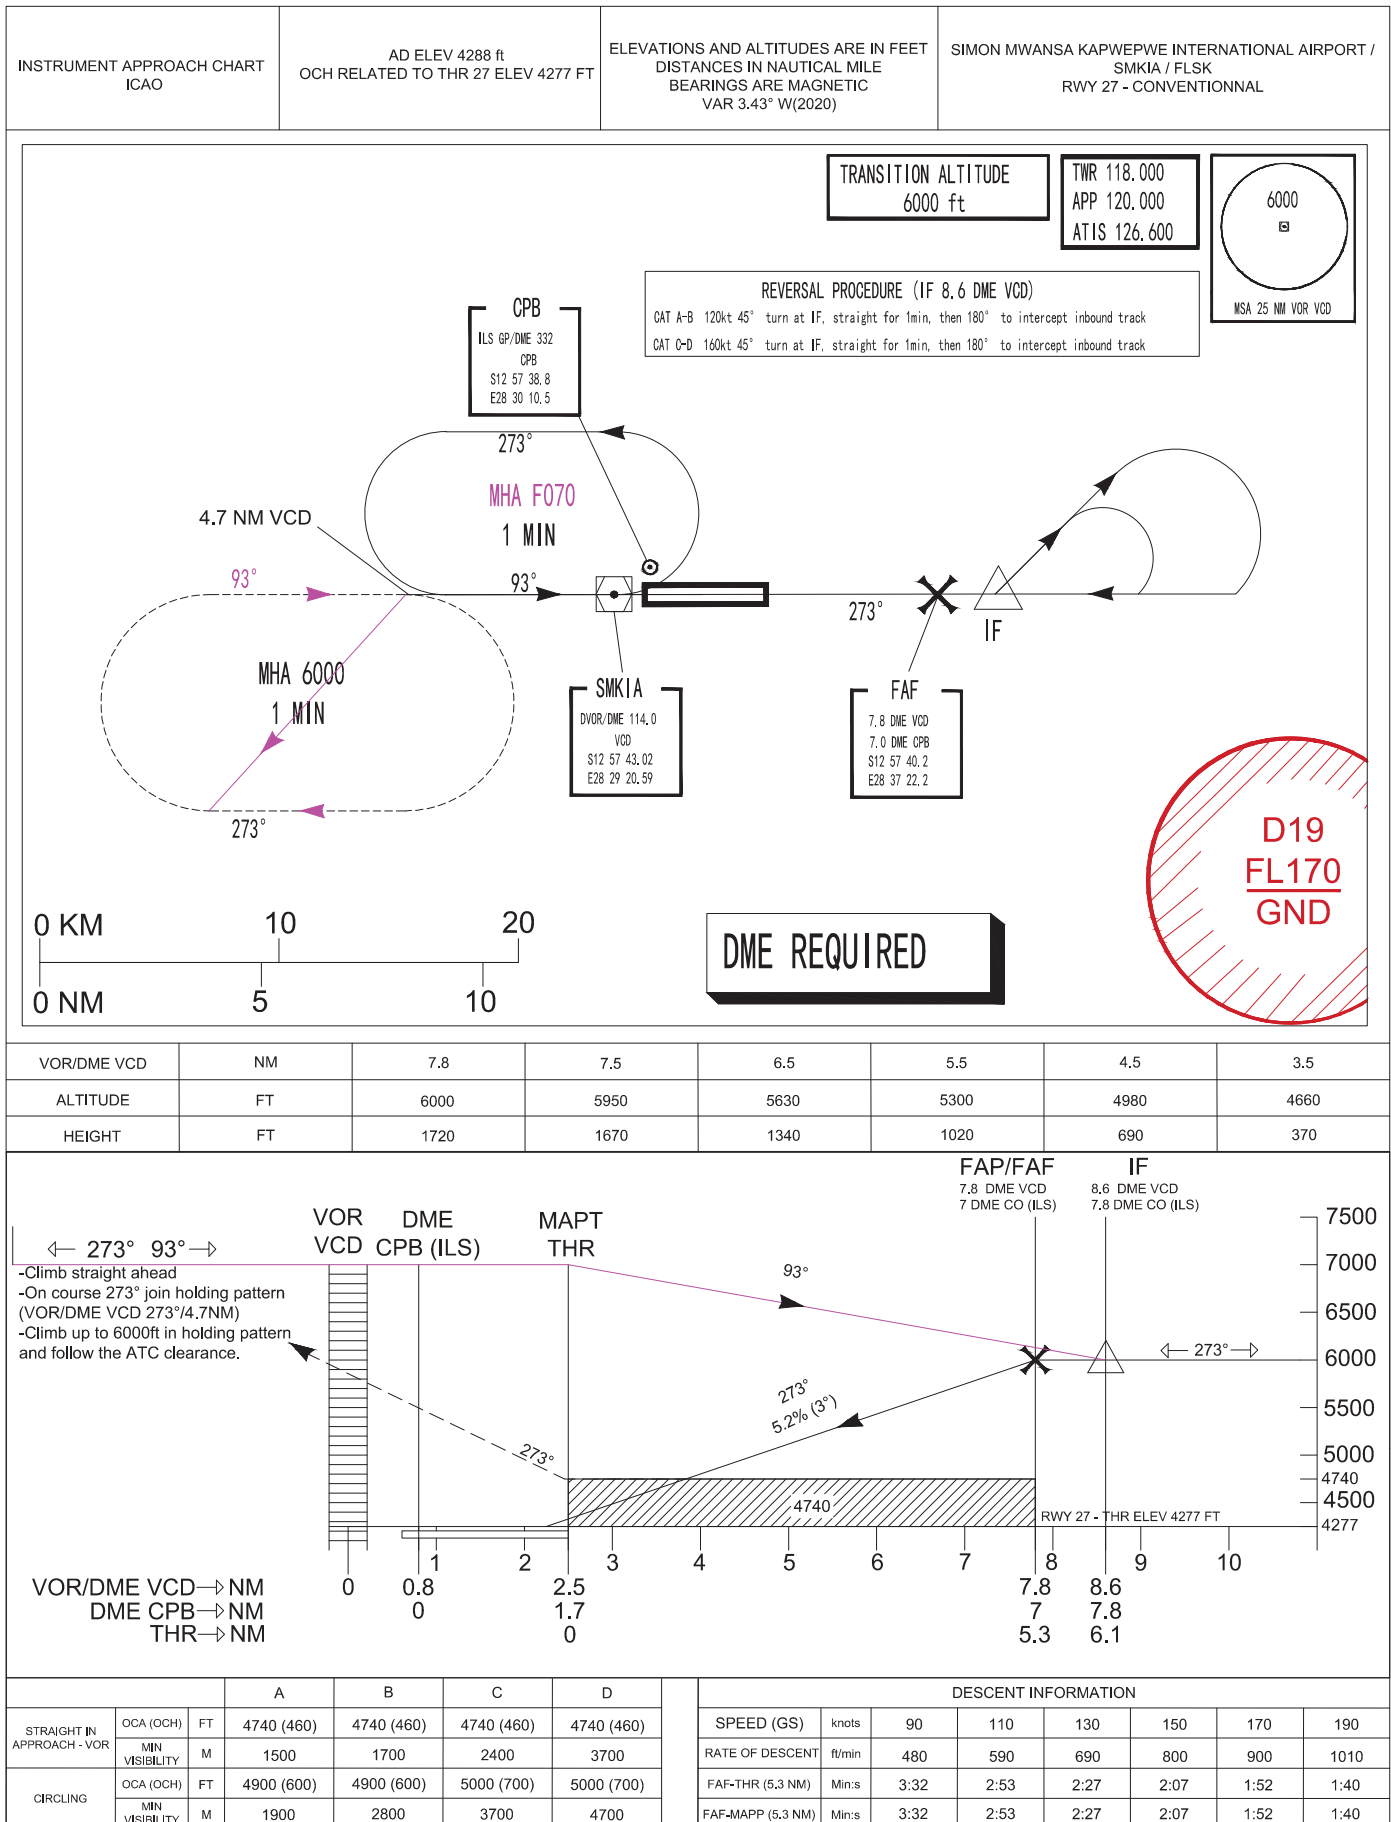 INSTRUMENT APPROACH CHART
ICAO
AD ELEV 4288 ft
OCH RELATED TO THR 27 ELEV 4277 FT
ELEVATIONS AND ALTITUDES ARE IN FEET
DISTANCES IN NAUTICAL MILE
BEARINGS ARE MAGNETIC
VAR 3.43° W(2020)
SIMON MWANSA KAPWEPWE INTERNATIONAL AIRPORT /
SMKIA / FLSK
RWY 27 - CONVENTIONNAL
TRANSITION ALTITUDE
6000 ft
TWR 118.000
APP 120.000
ATIS 126.600
6000
MSA 25 NM VOR VCD
REVERSAL PROCEDURE (IF 8.6 DME VCD)
CAT A-B 120kt 45° turn at IF, straight for 1min, then 180° to intercept inbound track
CAT C-D 160kt 45° turn at IF, straight for 1min, then 180° to intercept inbound track
CPB
ILS GP/DME 332
CPB
S12 57 38.8
E28 30 10.5
273°
MHA F070
1 MIN
4.7 NM VCD
93°
93°
273°
IF
MHA 6000
1 MIN
273°
SMKIA
DVOR/DME 114.0
VCD
S12 57 43.02
E28 29 20.59
FAF
7.8 DME VCD
7.0 DME CPB
S12 57 40.2
E28 37 22.2
D19
FL170
GND
0 KM 10 20
0 NM 5 10
DME REQUIRED
VOR/DME VCD NM 7.8 7.5 6.5 5.5 4.5 3.5
ALTITUDE FT 6000 5950 5630 5300 4980 4660
HEIGHT FT 1720 1670 1340 1020 690 370
FAP/FAF
7.8 DME VCD
7 DME CO (ILS)
IF
8.6 DME VCD
7.8 DME CO (ILS)
VOR
VCD
DME
CPB (ILS)
MAPT
THR
273° 93°
-Climb straight ahead
-On course 273° join holding pattern
(VOR/DME VCD 273°/4.7NM)
-Climb up to 6000ft in holding pattern
and follow the ATC clearance.
93°
273°
273°
5.2% (3°)
273°
7500
7000
6500
6000
5500
5000
4740
4500
4277
4740
RWY 27 - THR ELEV 4277 FT
1 2 3 4 5 6 7 8 9 10
VOR/DME VCD NM 0 0.8 2.5 7.8 8.6
DME CPB NM 0 1.7 7 7.8
THR NM 0 5.3 6.1
A B C D
STRAIGHT IN
APPROACH - VOR
OCA (OCH) FT 4740 (460) 4740 (460) 4740 (460) 4740 (460)
MIN
VISIBILITY M 1500 1700 2400 3700
CIRCLING
OCA (OCH) FT 4900 (600) 4900 (600) 5000 (700) 5000 (700)
MIN
VISIBILITY M 1900 2800 3700 4700
DESCENT INFORMATION
SPEED (GS) knots 90 110 130 150 170 190
RATE OF DESCENT ft/min 480 590 690 800 900 1010
FAF-THR (5.3 NM) Min:s 3:32 2:53 2:27 2:07 1:52 1:40
FAF-MAPP (5.3 NM) Min:s 3:32 2:53 2:27 2:07 1:52 1:40